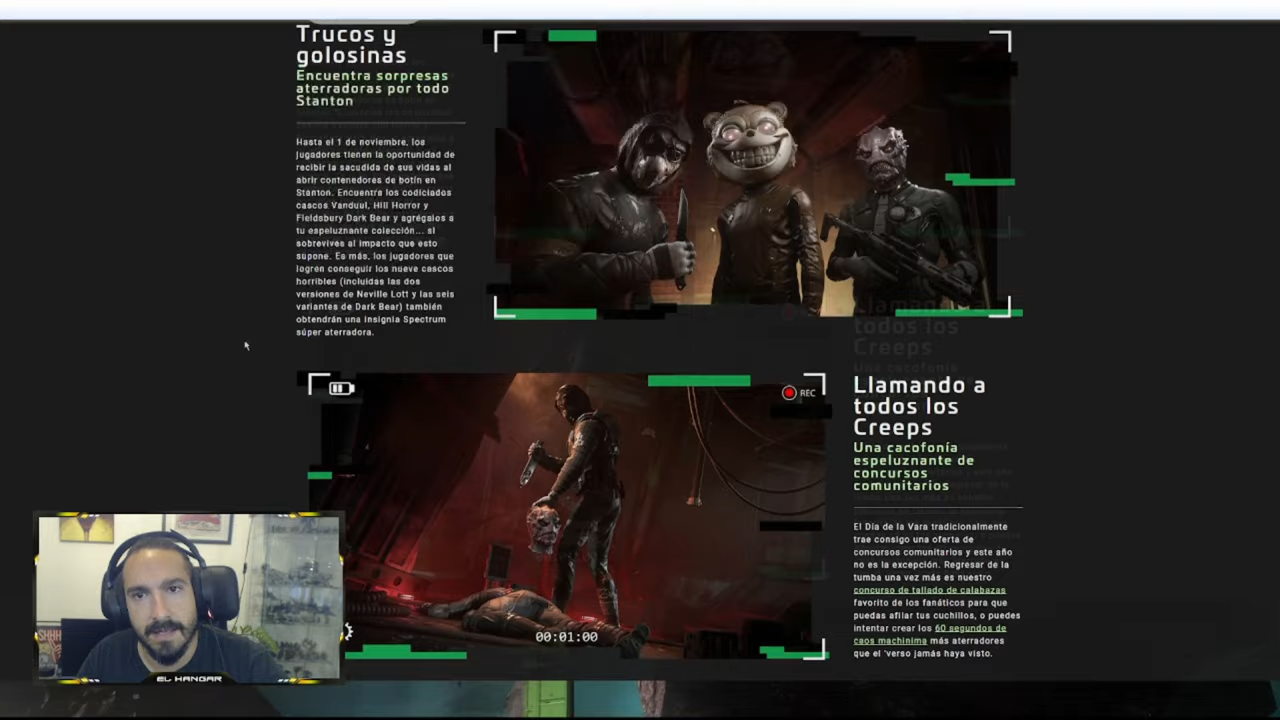 Trucos y
golosinas
Encuentra sorpresas
aterradoras por todo
Stanton
Hasta el 1 de noviembre, los
jugadores tienen la oportunidad de
recibir la sacudida de sus vidas al
abrir contenedores de botín en
Stanton. Encuentra los codiciados
cascos Vanduul, Hill Horror y
Fieldsbury Dark Bear y agrégalos a
tu espeluznante colección... si
sobrevives al impacto que esto
supone. Es más, los jugadores que
logren conseguir los nueve cascos
horribles (incluidas las dos
versiones de Neville Lott y las seis
variantes de Dark Bear) también
obtendrán una insignia Spectrum
súper aterradora.
REC
00:01:00
Llamando a
todos los
Creeps
Una cacofonía
espeluznante de
concursos
comunitarios
El Día de la Vara tradicionalmente
trae consigo una oferta de
concursos comunitarios y este año
no es la excepción. Regresar de la
tumba una vez más es nuestro
concurso de tallado de calabazas
favorito de los fanáticos para que
puedas afilar tus cuchillos, o puedes
intentar crear los 60 segundos de
caos machinima más aterradores
que el 'verso jamás haya visto.
EL HANGAR